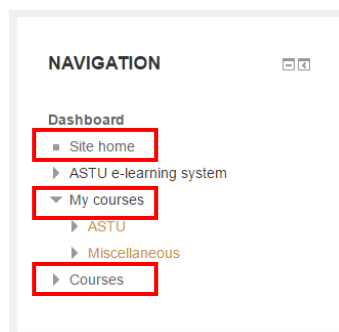 NAVIGATION
Dashboard
Site home
ASTU e-learning system
My courses
ASTU
Miscellaneous
Courses